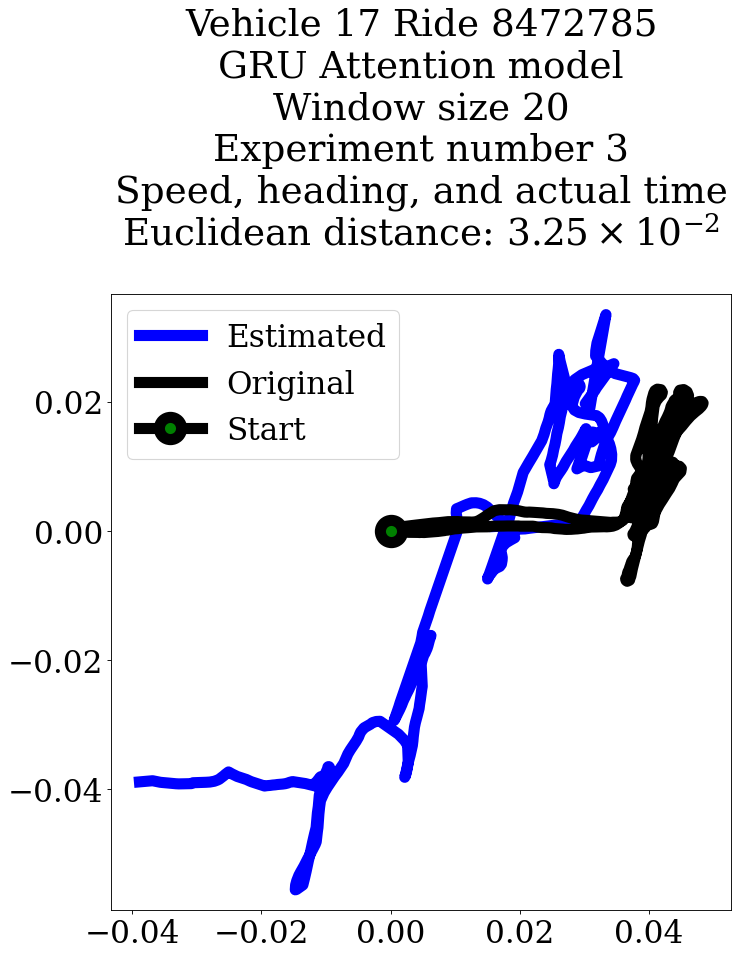 Vehicle 17 Ride 8472785
GRU Attention model
Window size 20
Experiment number 3
Speed, heading, and actual time
Euclidean distance: 3.25 × 10⁻²
Estimated
Original
Start
0.02
0.00
−0.02
−0.04
−0.04 −0.02 0.00 0.02 0.04